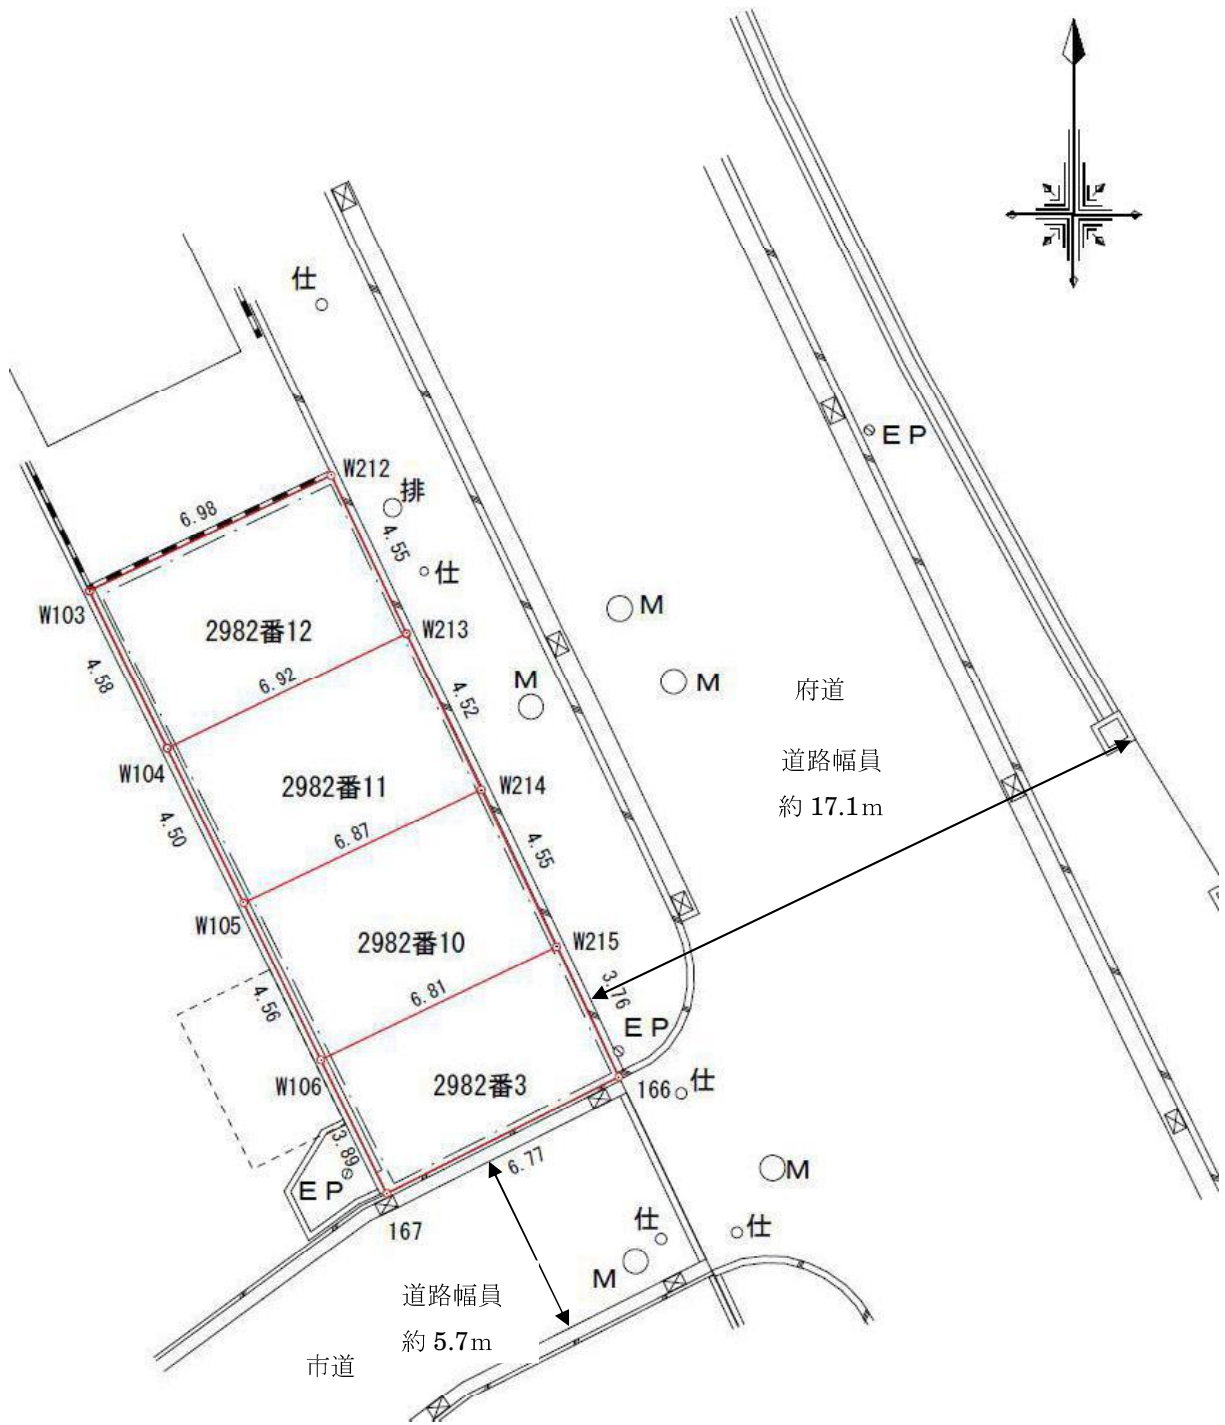 仕
EP
W212
排
6.98
4.55
仕
M
W103
2982番12
W213
4.58
6.92
4.52
M
M
府道
W104
2982番11
W214
道路幅員
約 17.1m
4.50
6.87
4.55
W105
2982番10
W215
4.56
6.81
3.76
EP
W106
2982番3
166
仕
3.89
6.77
M
EP
167
仕
仕
M
道路幅員
約 5.7m
市道